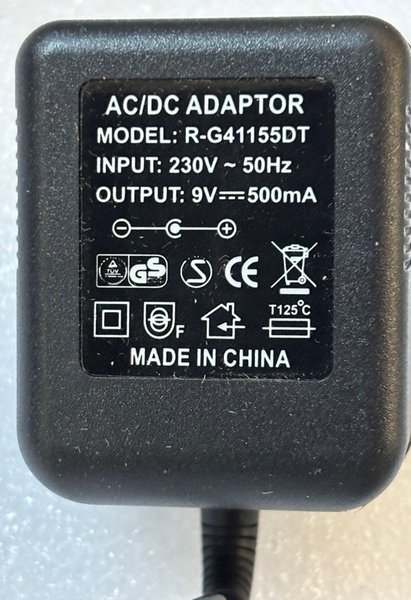 AC/DC ADAPTOR
MODEL: R-G41155DT
INPUT: 230V ~ 50Hz
OUTPUT: 9V⎓500mA
TÜV GS S CE
F T125°C
MADE IN CHINA